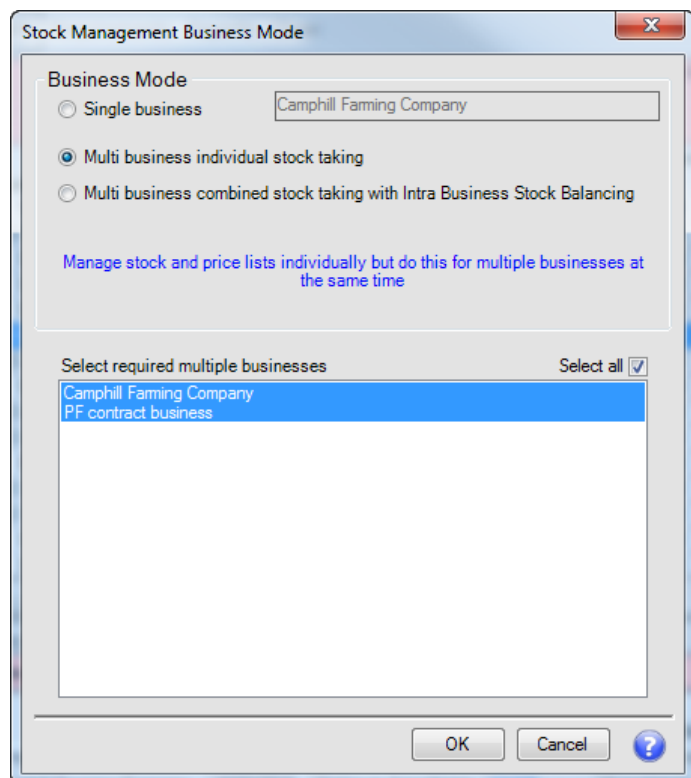 Stock Management Business Mode
x
Business Mode
Single business
Camphill Farming Company
Multi business individual stock taking
Multi business combined stock taking with Intra Business Stock Balancing
Manage stock and price lists individually but do this for multiple businesses at
the same time
Select required multiple businesses
Select all
Camphill Farming Company
PF contract business
OK
Cancel
?